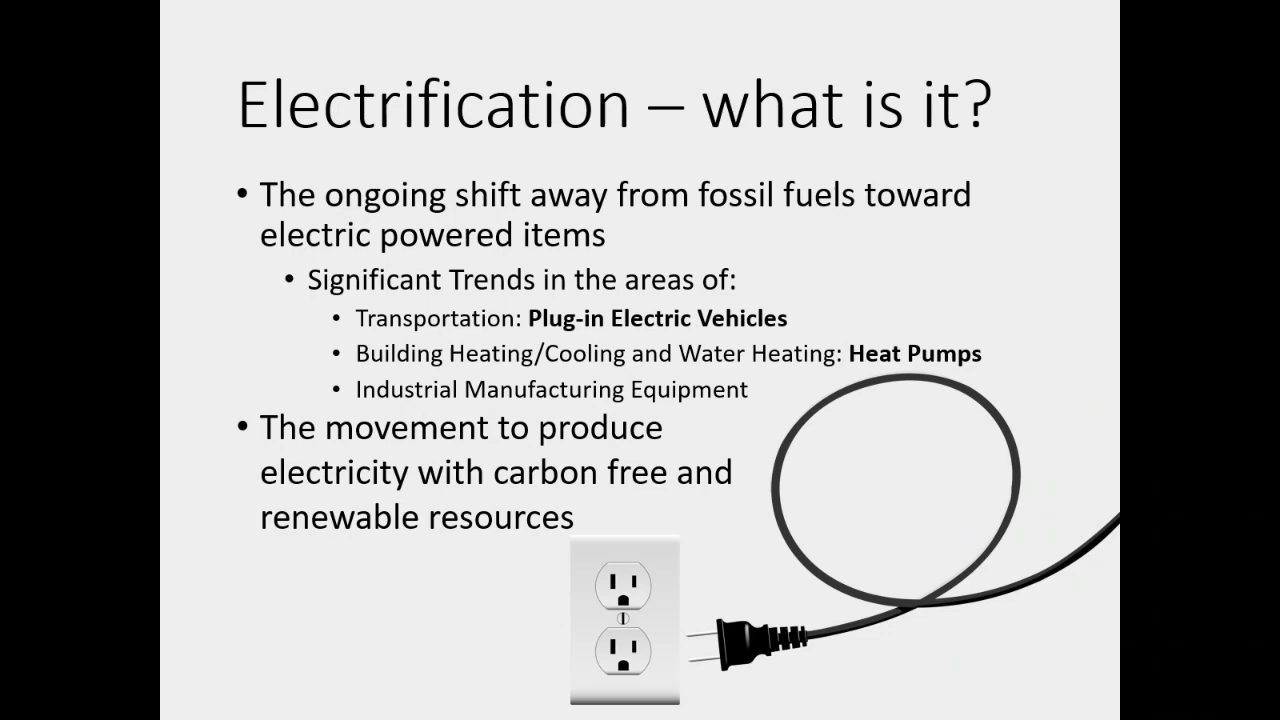 Electrification – what is it?
• The ongoing shift away from fossil fuels toward
electric powered items
• Significant Trends in the areas of:
• Transportation: Plug-in Electric Vehicles
• Building Heating/Cooling and Water Heating: Heat Pumps
• Industrial Manufacturing Equipment
• The movement to produce
electricity with carbon free and
renewable resources